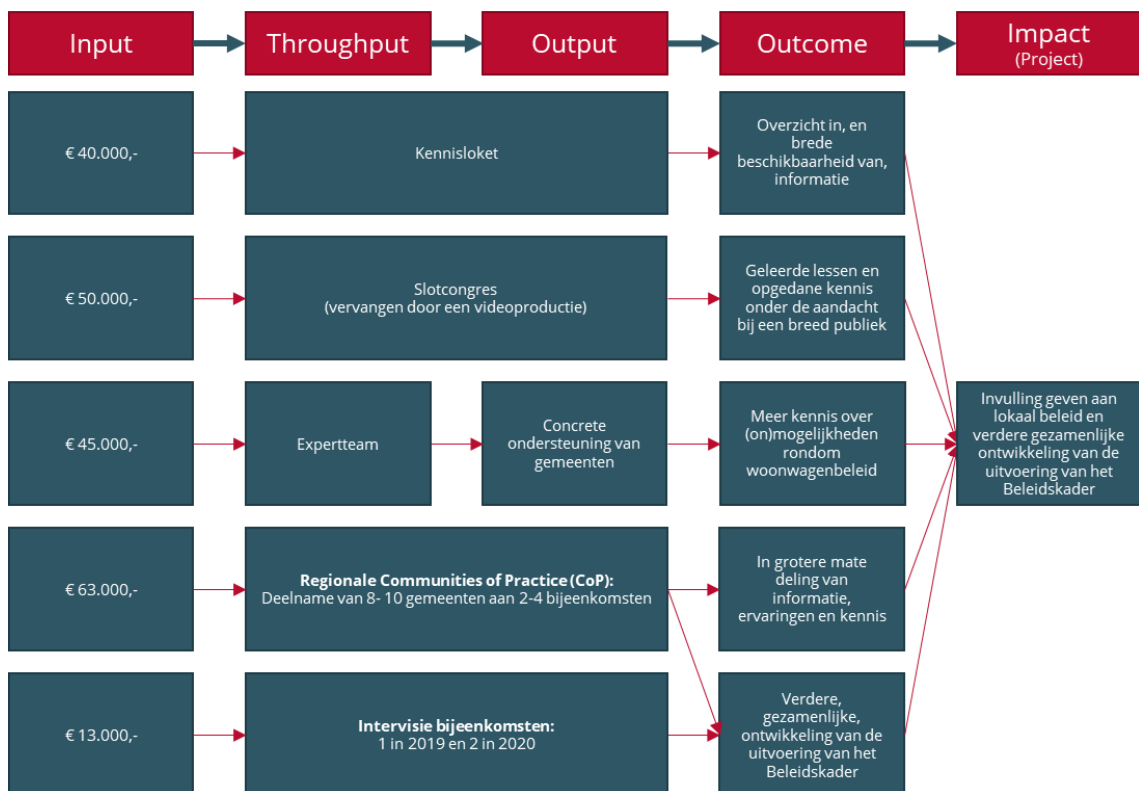 Input
Throughput
Output
Outcome
Impact
(Project)
€ 40.000,-
Kennisloket
Overzicht in, en
brede
beschikbaarheid van,
informatie
€ 50.000,-
Slotcongres
(vervangen door een videoproductie)
Geleerde lessen en
opgedane kennis
onder de aandacht
bij een breed publiek
€ 45.000,-
Expertteam
Concrete
ondersteuning van
gemeenten
Meer kennis over
(on)mogelijkheden
rondom
woonwagenbeleid
Invulling geven aan
lokaal beleid en
verdere gezamenlijke
ontwikkeling van de
uitvoering van het
Beleidskader
€ 63.000,-
Regionale Communities of Practice (CoP):
Deelname van 8- 10 gemeenten aan 2-4 bijeenkomsten
In grotere mate
deling van
informatie,
ervaringen en kennis
€ 13.000,-
Intervisie bijeenkomsten:
1 in 2019 en 2 in 2020
Verdere,
gezamenlijke,
ontwikkeling van de
uitvoering van het
Beleidskader